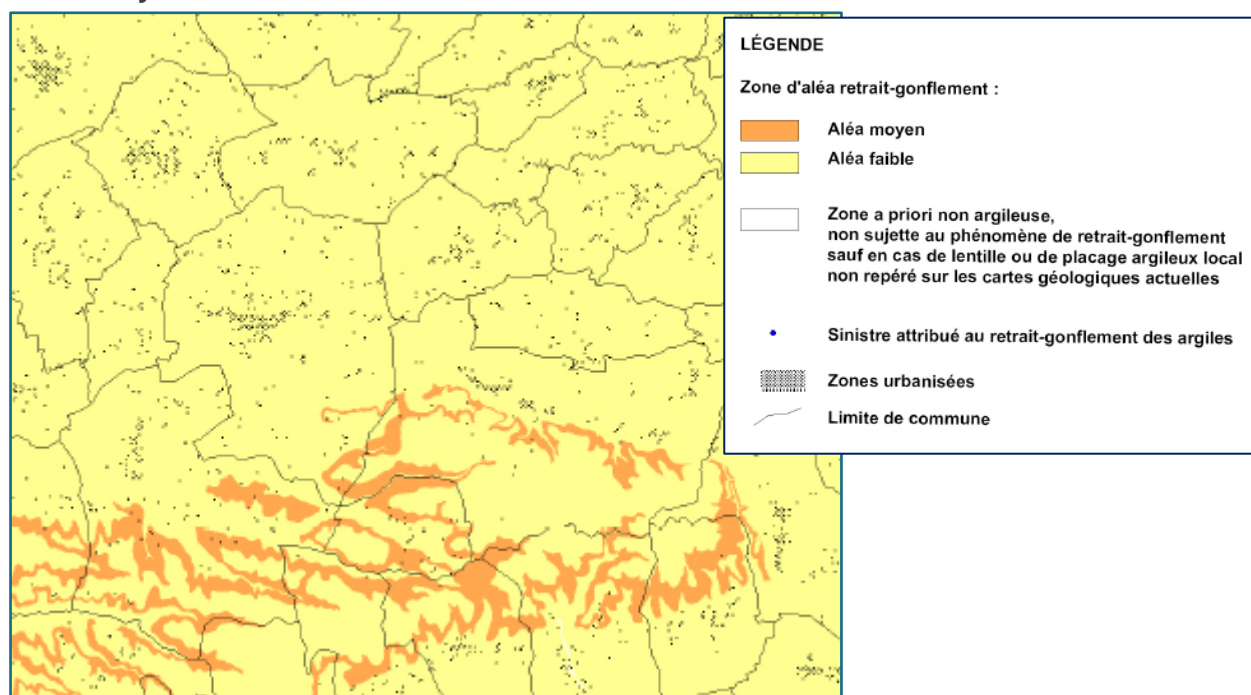 LÉGENDE
Zone d'aléa retrait-gonflement :
Aléa moyen
Aléa faible
Zone a priori non argileuse,
non sujette au phénomène de retrait-gonflement
sauf en cas de lentille ou de placage argileux local
non repéré sur les cartes géologiques actuelles
Sinistre attribué au retrait-gonflement des argiles
Zones urbanisées
Limite de commune